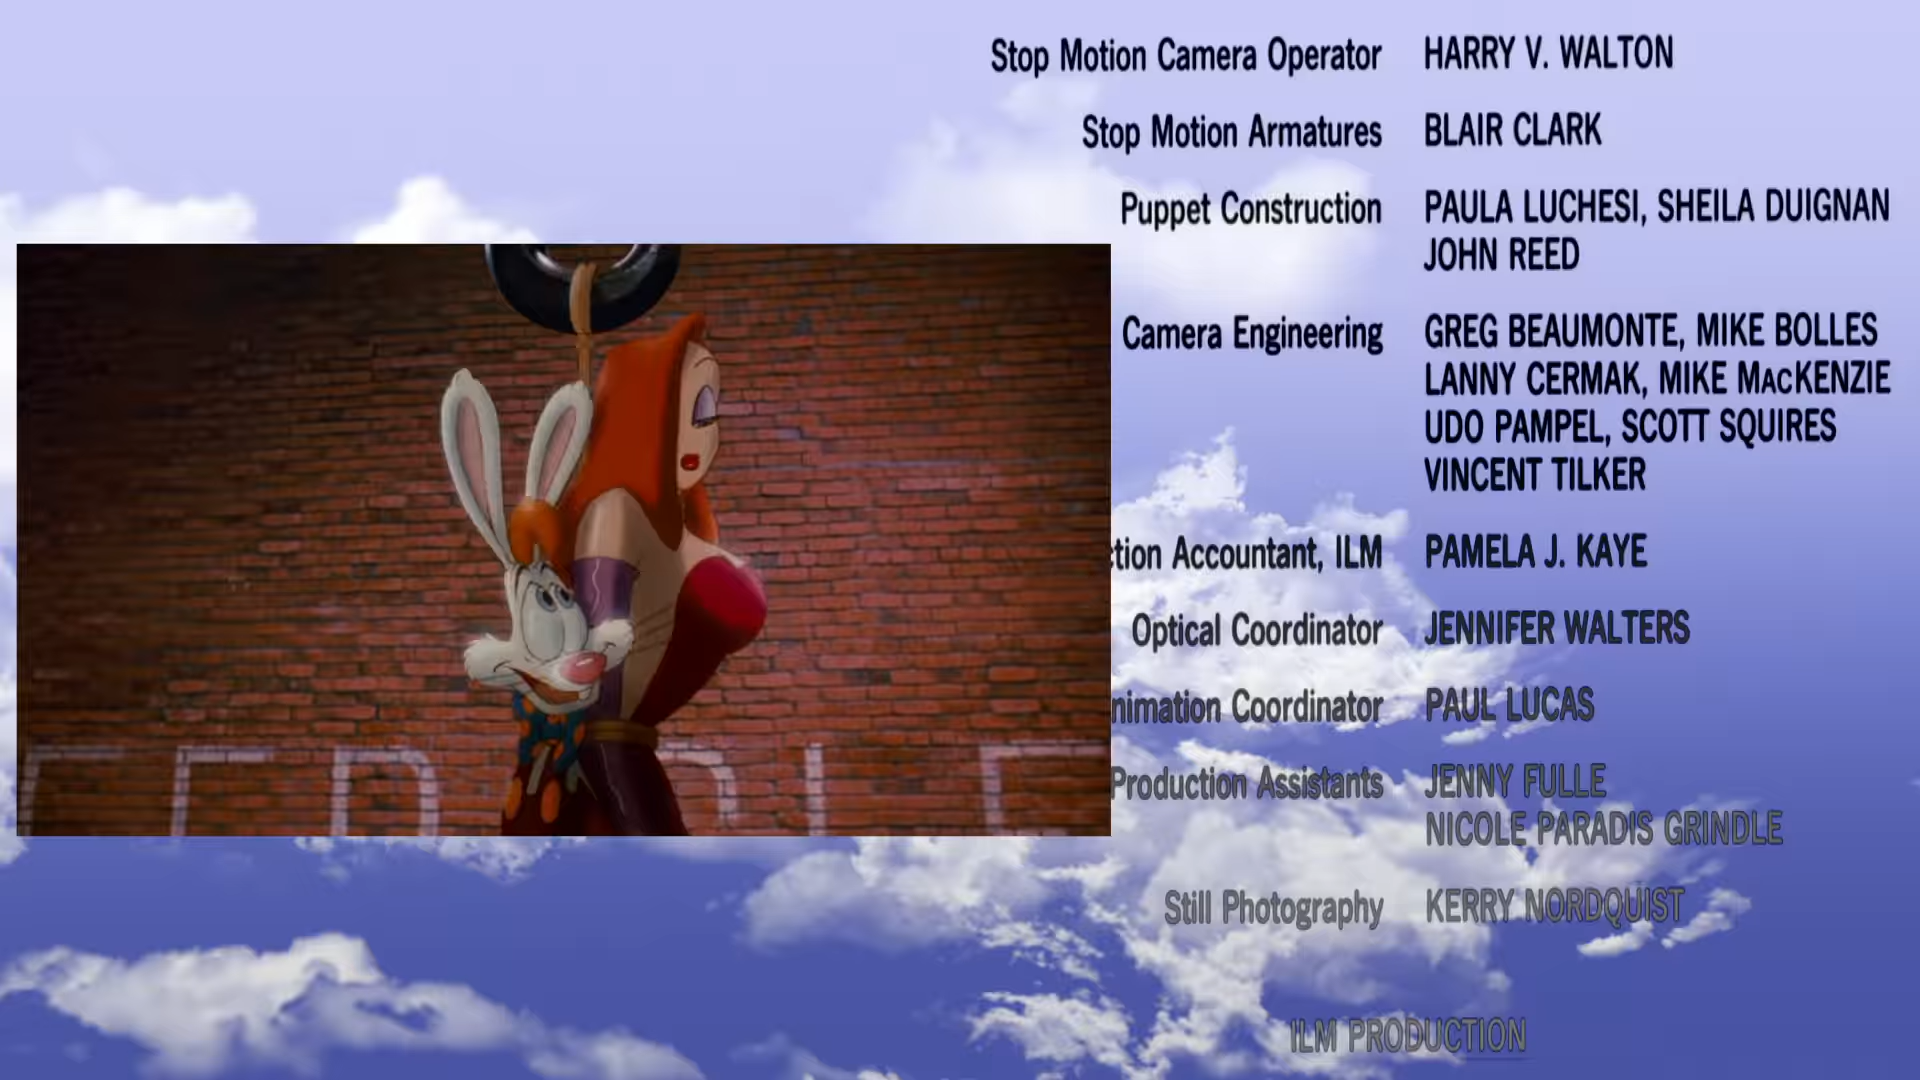 Stop Motion Camera Operator HARRY V. WALTON
Stop Motion Armatures BLAIR CLARK
Puppet Construction PAULA LUCHESI, SHEILA DUIGNAN
JOHN REED
Camera Engineering GREG BEAUMONTE, MIKE BOLLES
LANNY CERMAK, MIKE MacKENZIE
UDO PAMPEL, SCOTT SQUIRES
VINCENT TILKER
Accountant, ILM PAMELA J. KAYE
Optical Coordinator JENNIFER WALTERS
Coordinator PAUL LUCAS
Production Assistants JENNY FULLE
NICOLE PARADIS GRINDLE
Still Photography KERRY NORDQUIST
ILM PRODUCTION